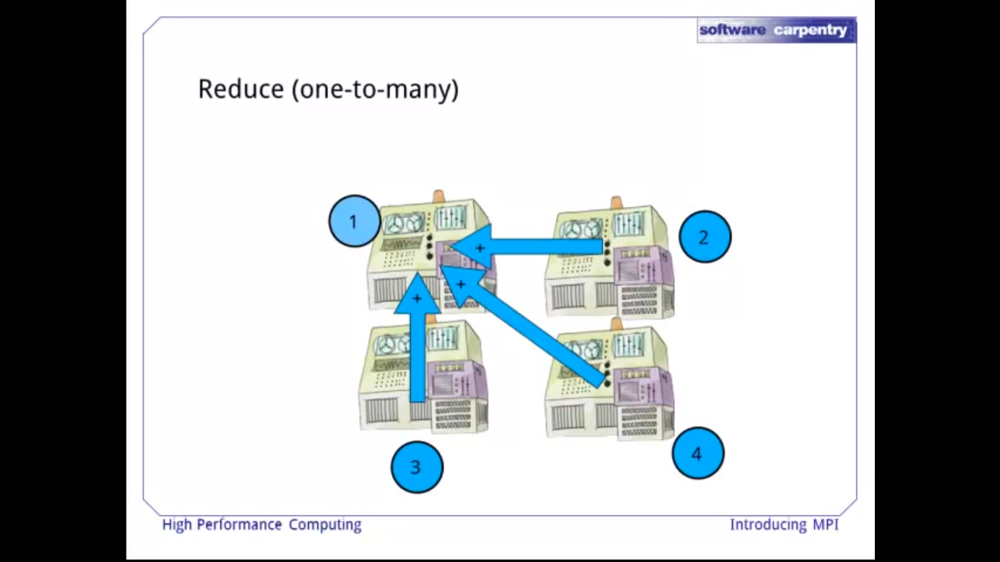 software carpentry
Reduce (one-to-many)
1
2
+
+
+
3
4
High Performance Computing
Introducing MPI